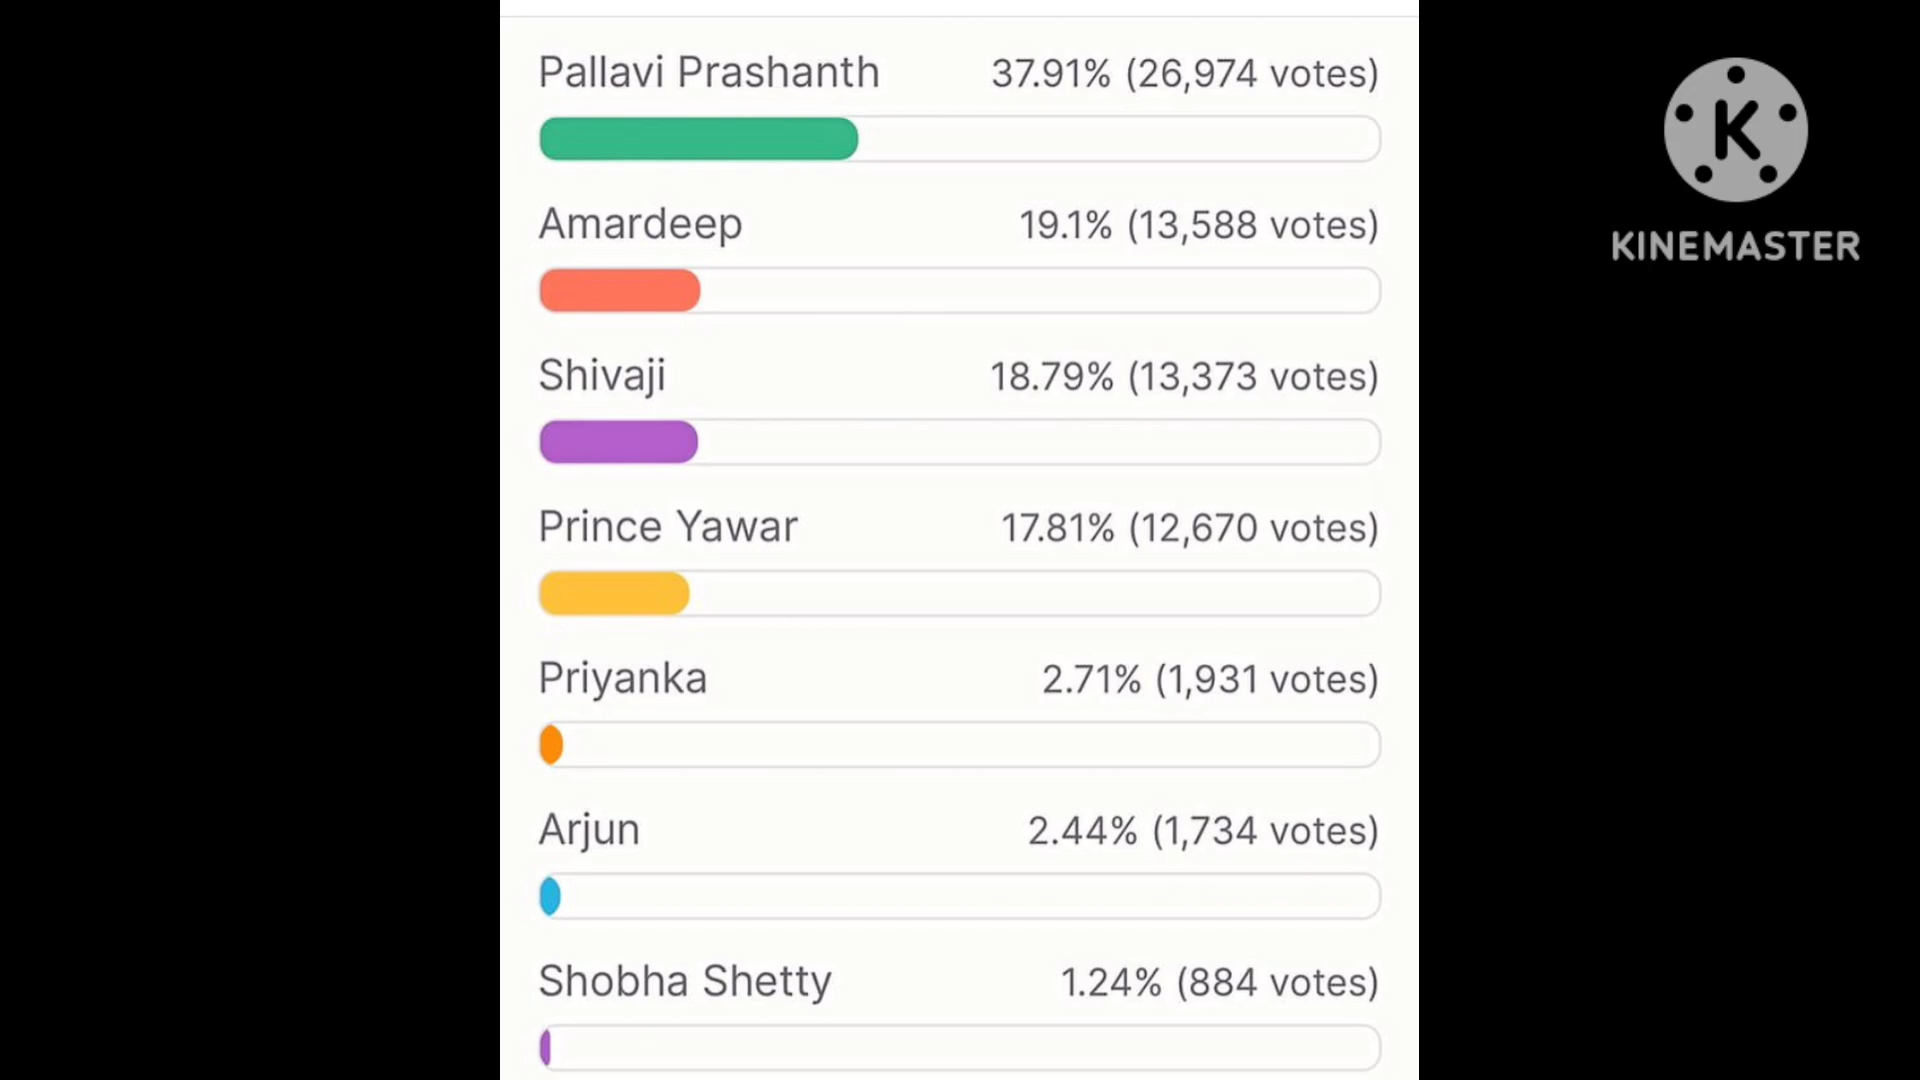 Pallavi Prashanth 37.91% (26,974 votes)
Amardeep 19.1% (13,588 votes)
Shivaji 18.79% (13,373 votes)
Prince Yawar 17.81% (12,670 votes)
Priyanka 2.71% (1,931 votes)
Arjun 2.44% (1,734 votes)
Shobha Shetty 1.24% (884 votes)
K
KINEMASTER